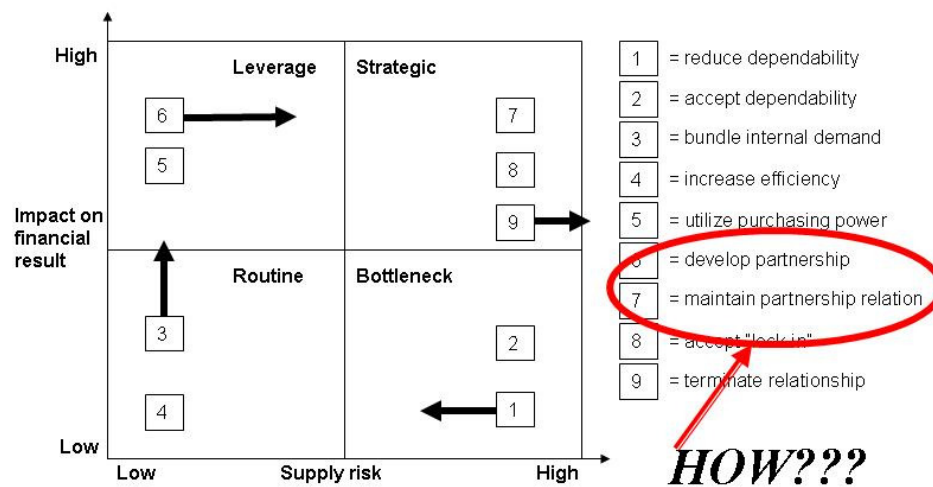 High
Leverage
Strategic
6
7
5
8
9
Impact on
financial
result
Routine
Bottleneck
3
2
4
1
Low
Low
Supply risk
High
1 = reduce dependability
2 = accept dependability
3 = bundle internal demand
4 = increase efficiency
5 = utilize purchasing power
6 = develop partnership
7 = maintain partnership relation
8 = accept "lock in"
9 = terminate relationship
HOW???